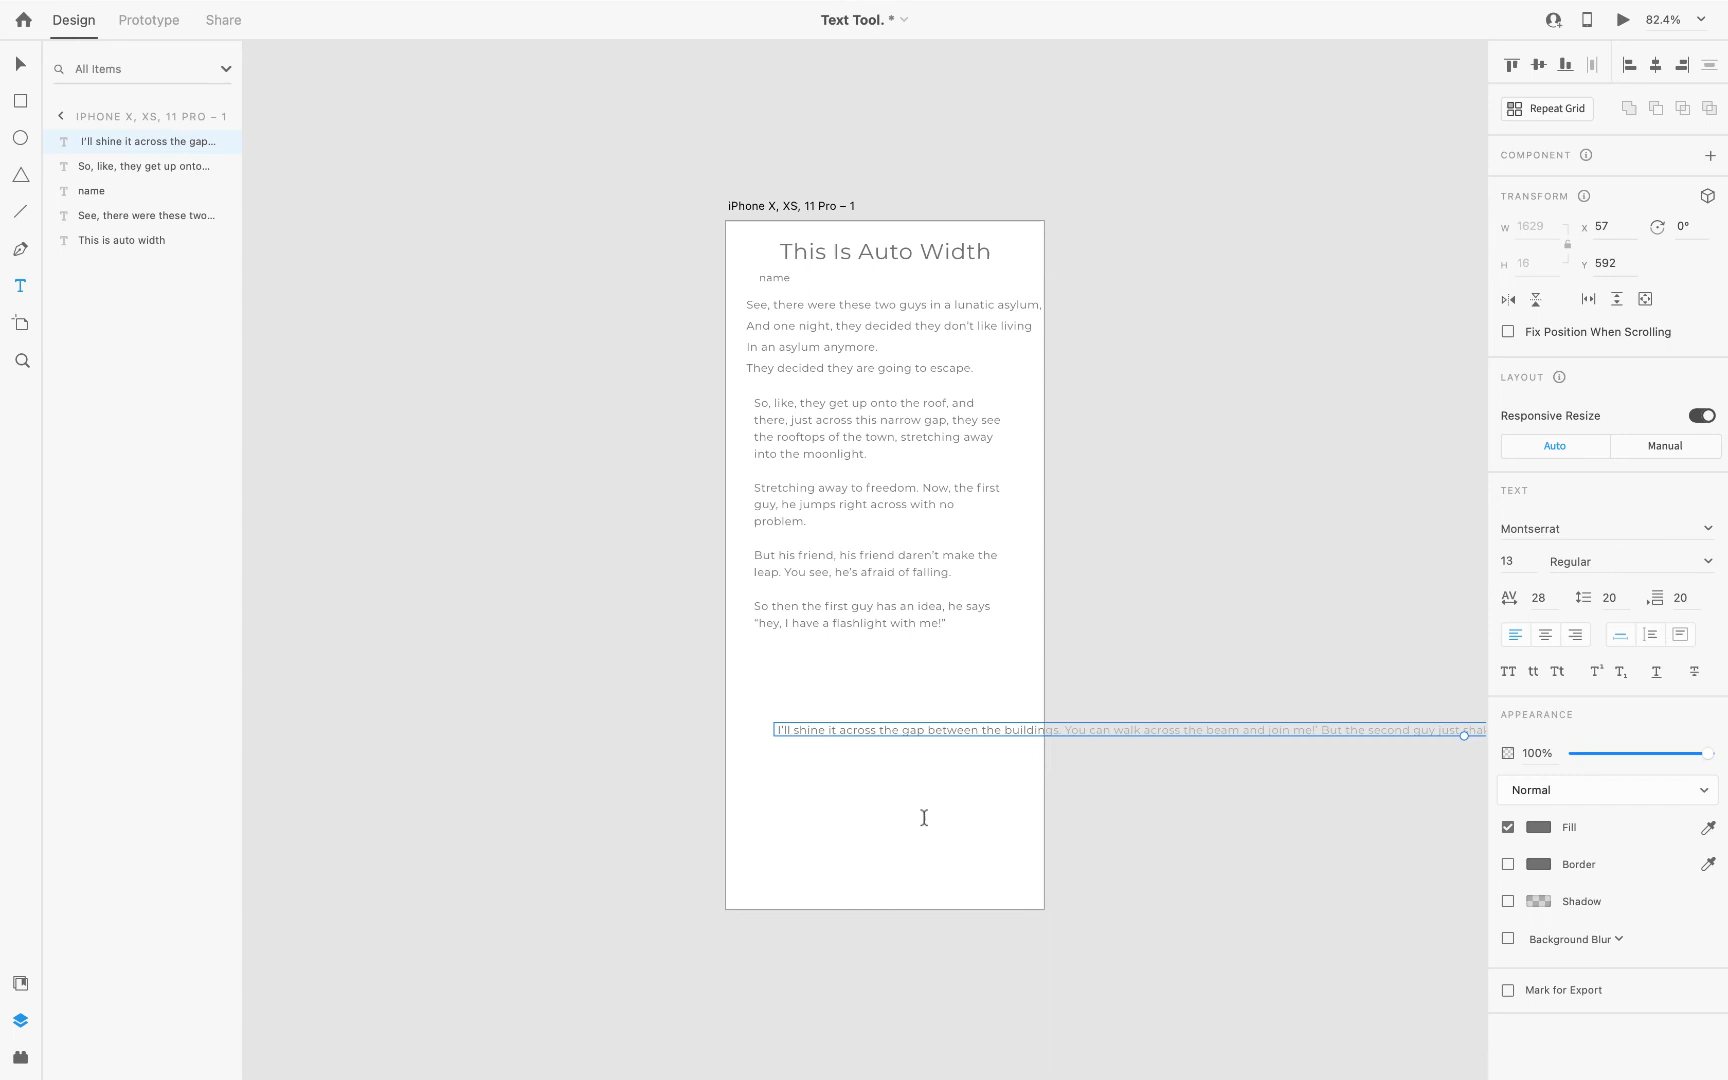 Design
Prototype
Share
Text Tool. *
82.4%
All Items
IPHONE X, XS, 11 PRO – 1
T I'll shine it across the gap...
T So, like, they get up onto...
T name
T See, there were these two...
T This is auto width
iPhone X, XS, 11 Pro – 1
This Is Auto Width
name
See, there were these two guys in a lunatic asylum,
And one night, they decided they don't like living
In an asylum anymore.
They decided they are going to escape.
So, like, they get up onto the roof, and
there, just across this narrow gap, they see
the rooftops of the town, stretching away
into the moonlight.
Stretching away to freedom. Now, the first
guy, he jumps right across with no
problem.
But his friend, his friend daren't make the
leap. You see, he's afraid of falling.
So then the first guy has an idea, he says
“hey, I have a flashlight with me!”
I'll shine it across the gap between the buildings. You can walk across the beam and join me!' But the second guy just
Repeat Grid
COMPONENT
TRANSFORM
W 1629 X 57 0°
H 16 Y 592
Fix Position When Scrolling
LAYOUT
Responsive Resize
Auto Manual
TEXT
Montserrat
13 Regular
AV 28 20 20
TT tt Tt T¹ T₁ T T
APPEARANCE
100%
Normal
Fill
Border
Shadow
Background Blur
Mark for Export